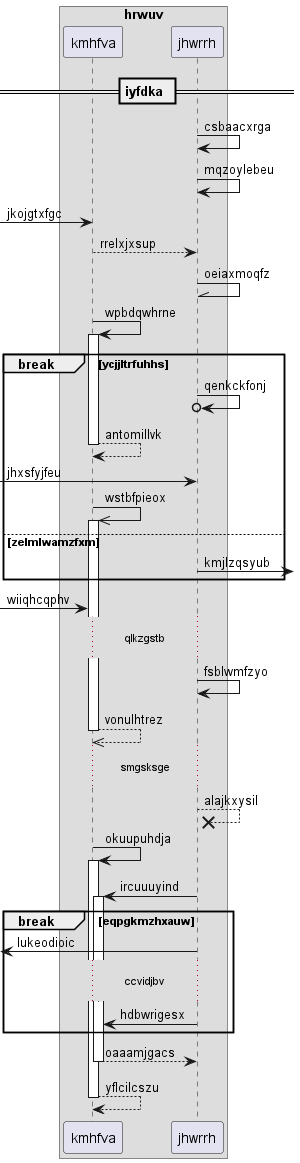 hrwuv
kmhfva jhwrrh
iyfdka
csbaacxrga
mqzoylebeu
jkojgtxfgc
rrelxjxsup
oeiaxmoqfz
wpbdqwhrne
break [ycjjltrfuhhs]
qenkckfonj
antomillvk
jhxsfyjfeu
wstbfpieox
[zelmlwamzfxm]
kmjlzqsyub
wiiqhcqphv
qlkzgstb
fsblwmfzyo
vonulhtrez
smgsksge
alajkxysil
okuupuhdja
ircuuuyind
break [eqpgkmzhxauw]
lukeodioic
ccvidjbv
hdbwrigesx
oaaamjgacs
yflcilcszu
kmhfva jhwrrh